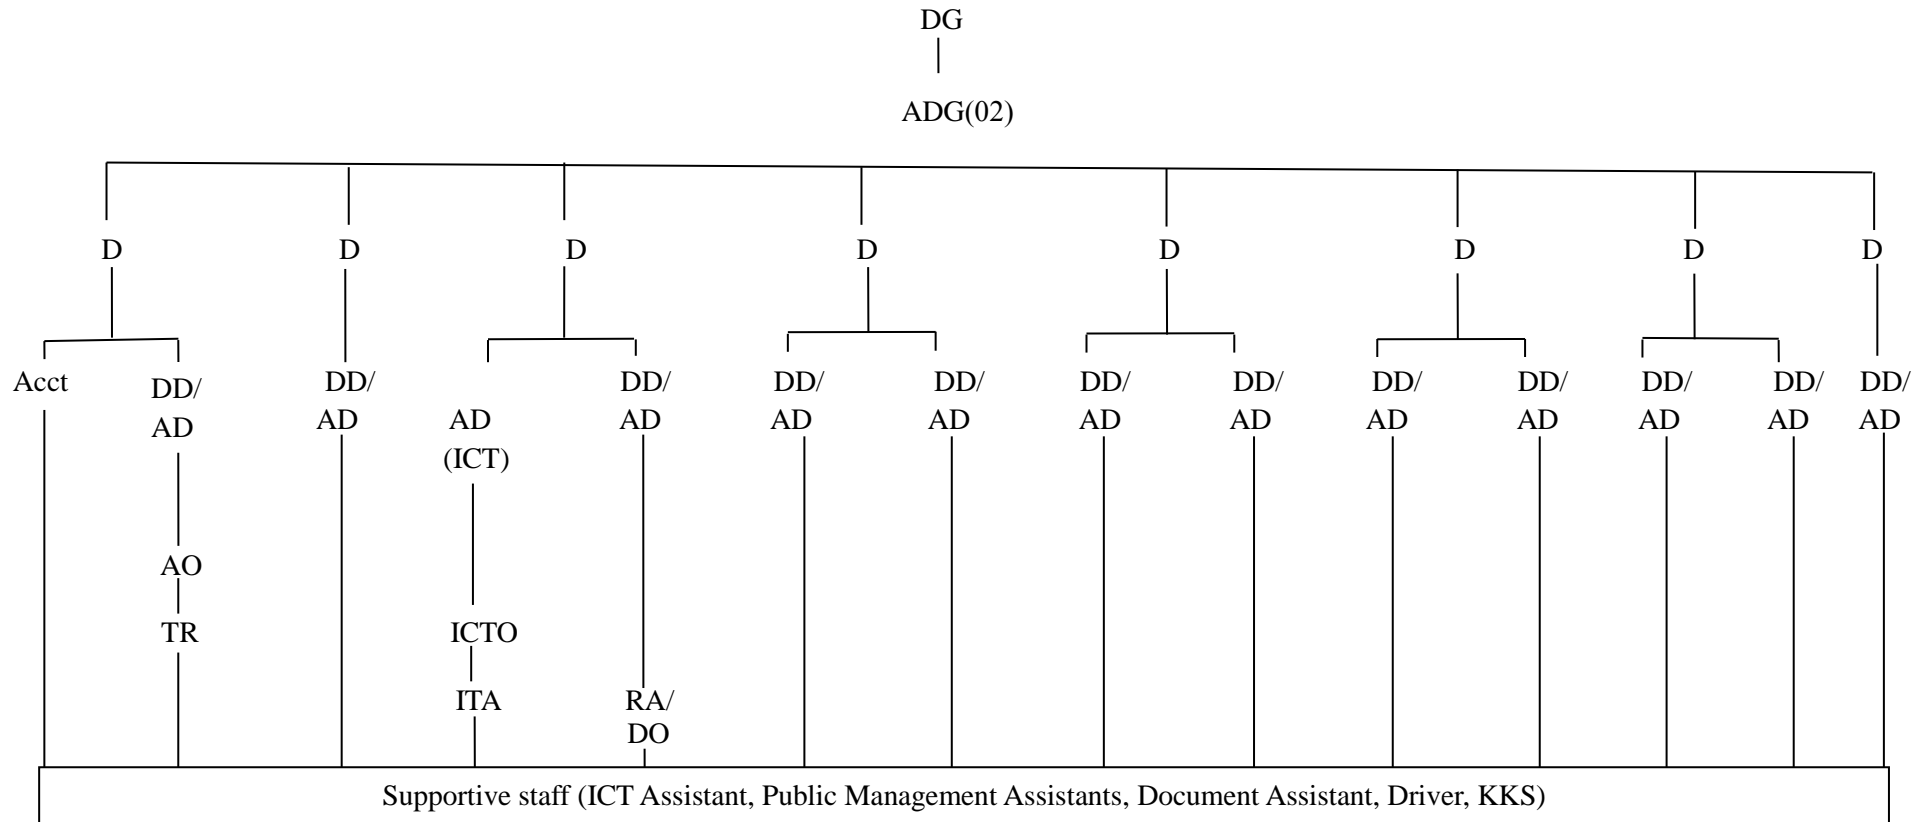 DG
ADG(02)
D D D D D D D D
Acct DD/ DD/ DD/ DD/ DD/ DD/ DD/ DD/ DD/ DD/ DD/ DD/
AD AD AD AD AD AD AD AD AD AD AD AD AD
(ICT)
AO
TR ICTO
ITA RA/
DO
Supportive staff (ICT Assistant, Public Management Assistants, Document Assistant, Driver, KKS)